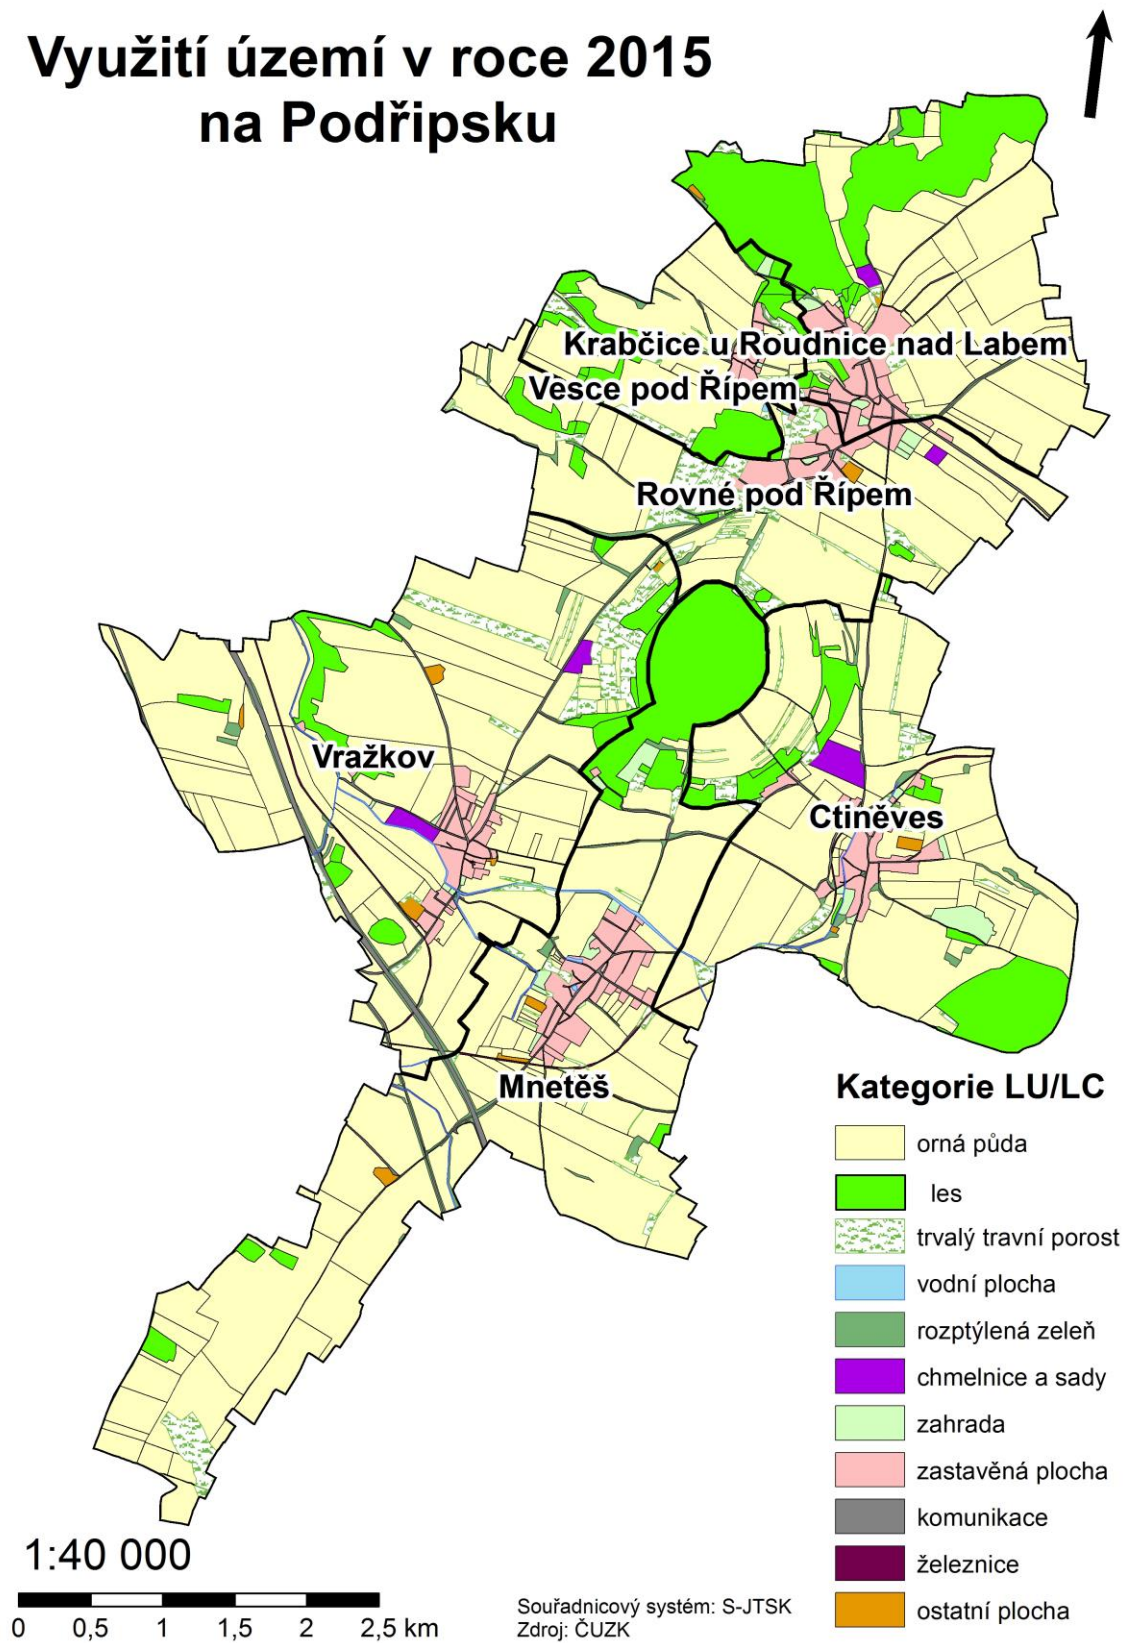 Využití území v roce 2015
na Podřipsku
Krabčice u Roudnice nad Labem
Vesce pod Řípem
Rovné pod Řípem
Vražkov
Ctiněves
Mnetěš
Kategorie LU/LC
orná půda
les
trvalý travní porost
vodní plocha
rozptýlená zeleň
chmelnice a sady
zahrada
zastavěná plocha
komunikace
železnice
ostatní plocha
1:40 000
0 0,5 1 1,5 2 2,5 km
Souřadnicový systém: S-JTSK
Zdroj: ČUZK